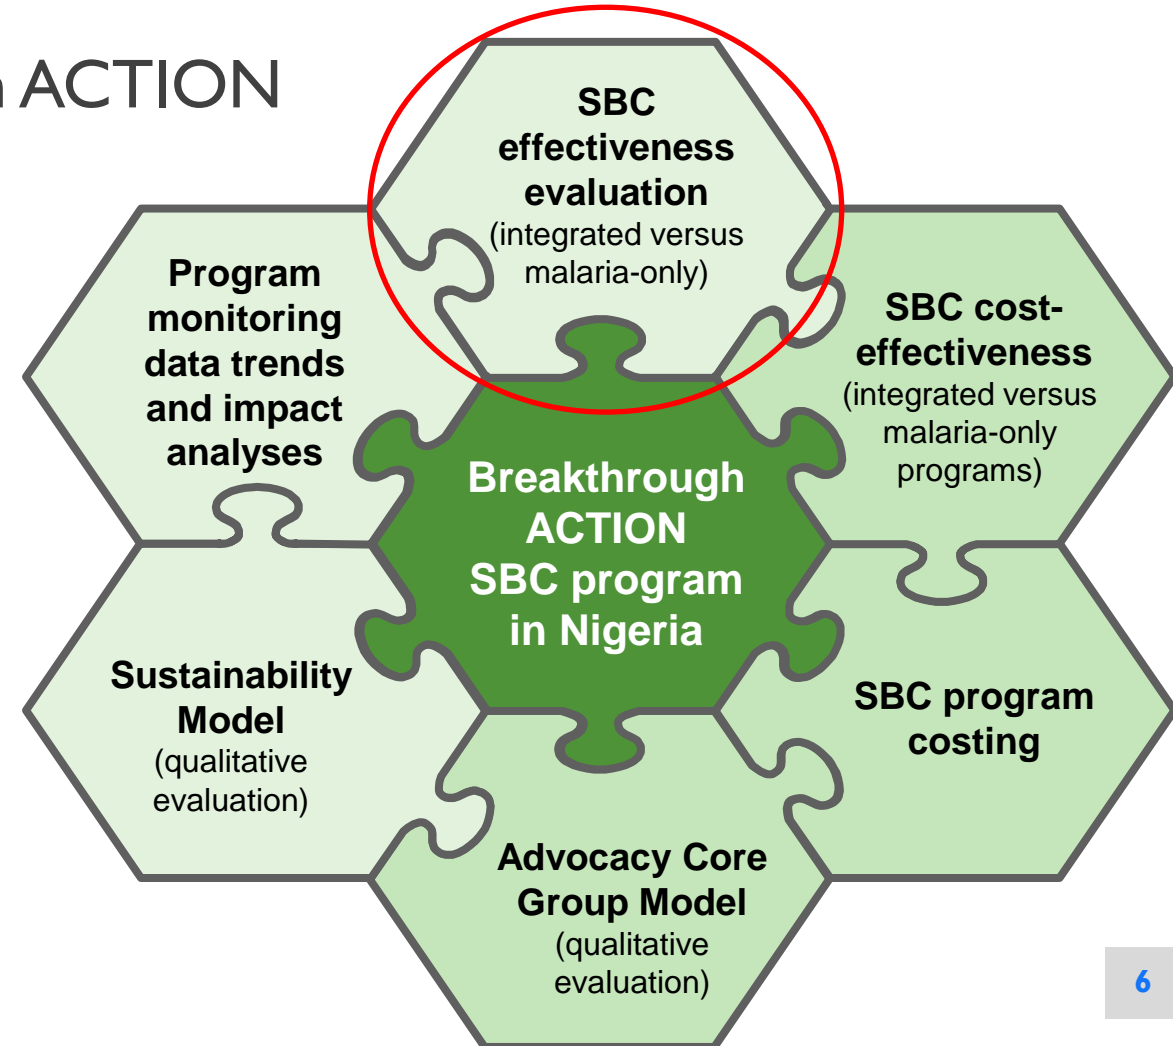 ACTION
SBC
effectiveness
evaluation
(integrated versus
malaria-only)
Program
monitoring
data trends
and impact
analyses
SBC cost-
effectiveness
(integrated versus
malaria-only
programs)
Breakthrough
ACTION
SBC program
in Nigeria
Sustainability
Model
(qualitative
evaluation)
SBC program
costing
Advocacy Core
Group Model
(qualitative
evaluation)
6